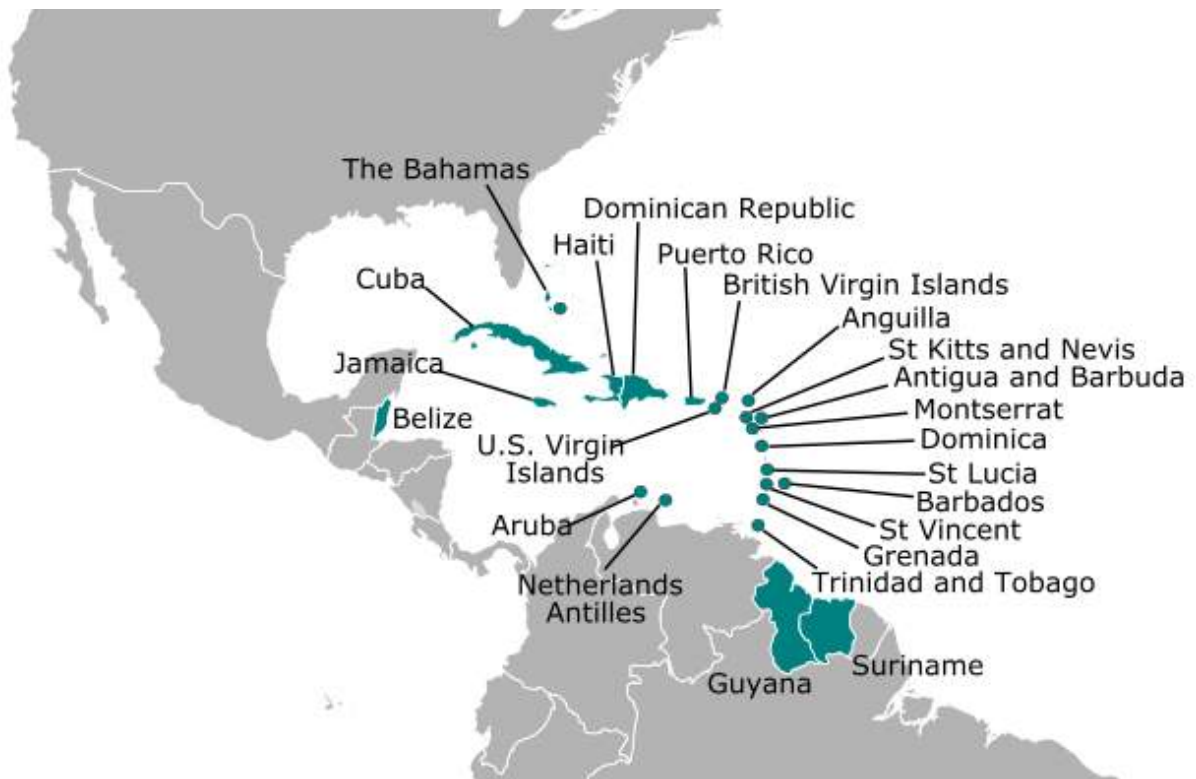 The Bahamas
Dominican Republic
Haiti
Puerto Rico
Cuba
British Virgin Islands
Anguilla
St Kitts and Nevis
Jamaica
Antigua and Barbuda
Montserrat
Belize
Dominica
U.S. Virgin
Islands
St Lucia
Barbados
Aruba
St Vincent
Grenada
Trinidad and Tobago
Netherlands
Antilles
Suriname
Guyana